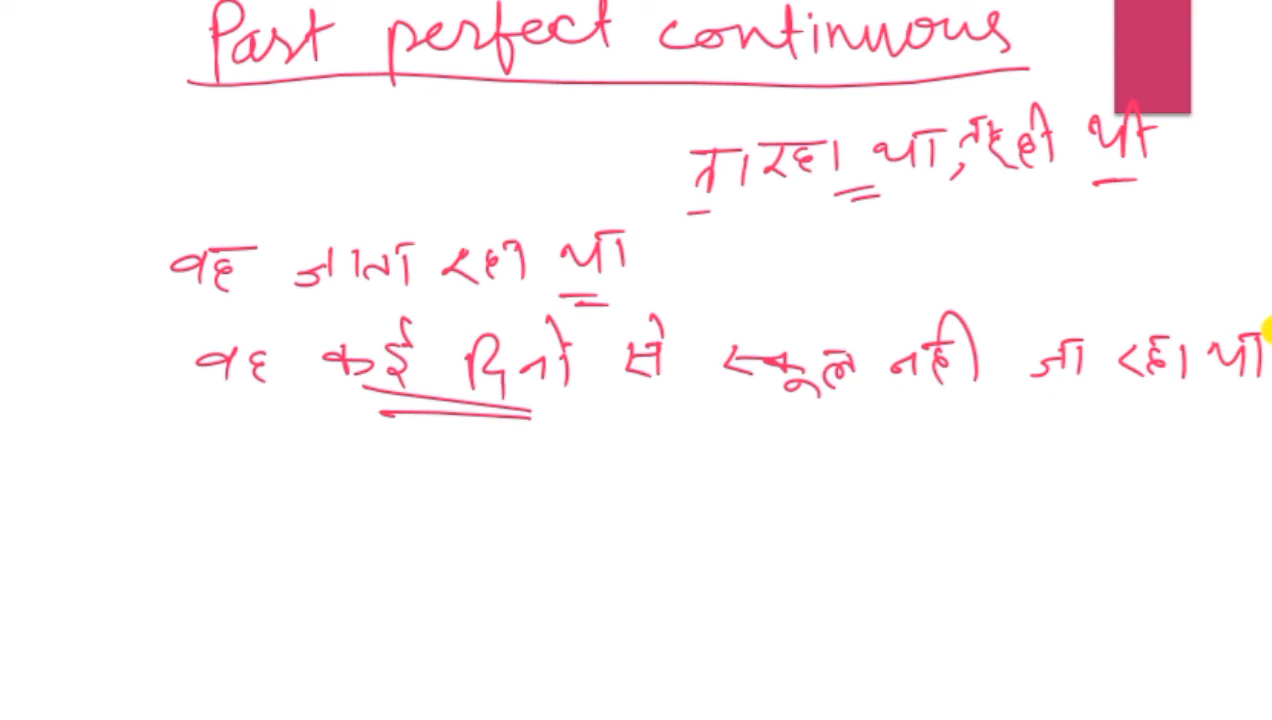 Past perfect continuous
ता रहा था, रही थी
वह जाता रहा था
वह कई दिनों से स्कूल नही जा रहा था